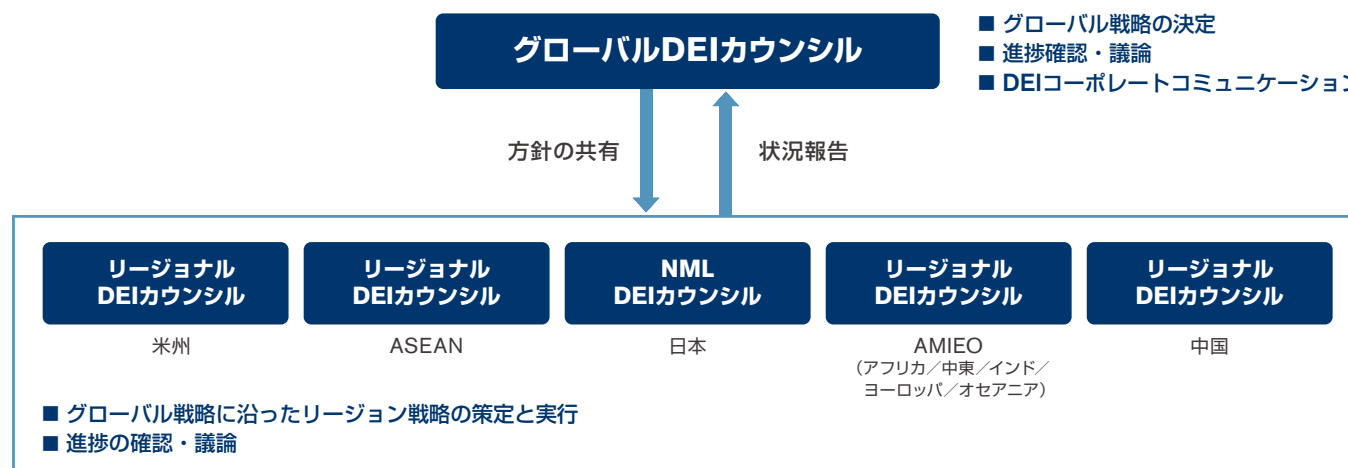 グローバルDEIカウンシル
■ グローバル戦略の決定
■ 進捗確認・議論
■ DEIコーポレートコミュニケーション
方針の共有
状況報告
リージョナル
DEIカウンシル
米州
リージョナル
DEIカウンシル
ASEAN
NML
DEIカウンシル
日本
リージョナル
DEIカウンシル
AMIEO
（アフリカ／中東／インド／
ヨーロッパ／オセアニア）
リージョナル
DEIカウンシル
中国
■ グローバル戦略に沿ったリージョン戦略の策定と実行
■ 進捗の確認・議論